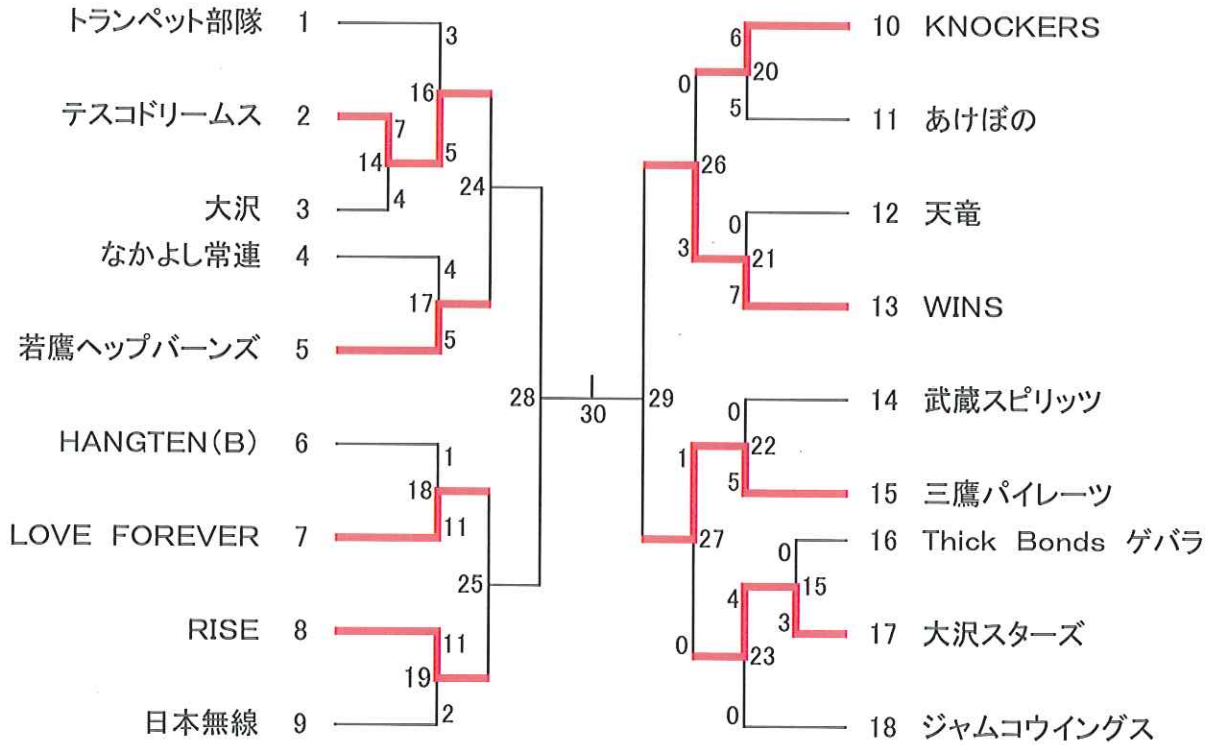 トランペット部隊 1
3
16
テスコドリームス 2
7
14
5
4
24
大沢 3
なかよし常連 4
4
17
若鷹ヘップバーンズ 5
5
28
HANGTEN(B) 6
1
18
LOVE FOREVER 7
11
25
RISE 8
11
19
日本無線 9
2
30
6
10 KNOCKERS
0
20
5
11 あけぼの
26
0
12 天竜
3
21
7
13 WINS
29
0
14 武蔵スピリッツ
1
22
5
15 三鷹パイレーツ
27
0
16 Thick Bonds ゲバラ
4
15
3
17 大沢スターズ
0
23
0
18 ジャムコウイングス